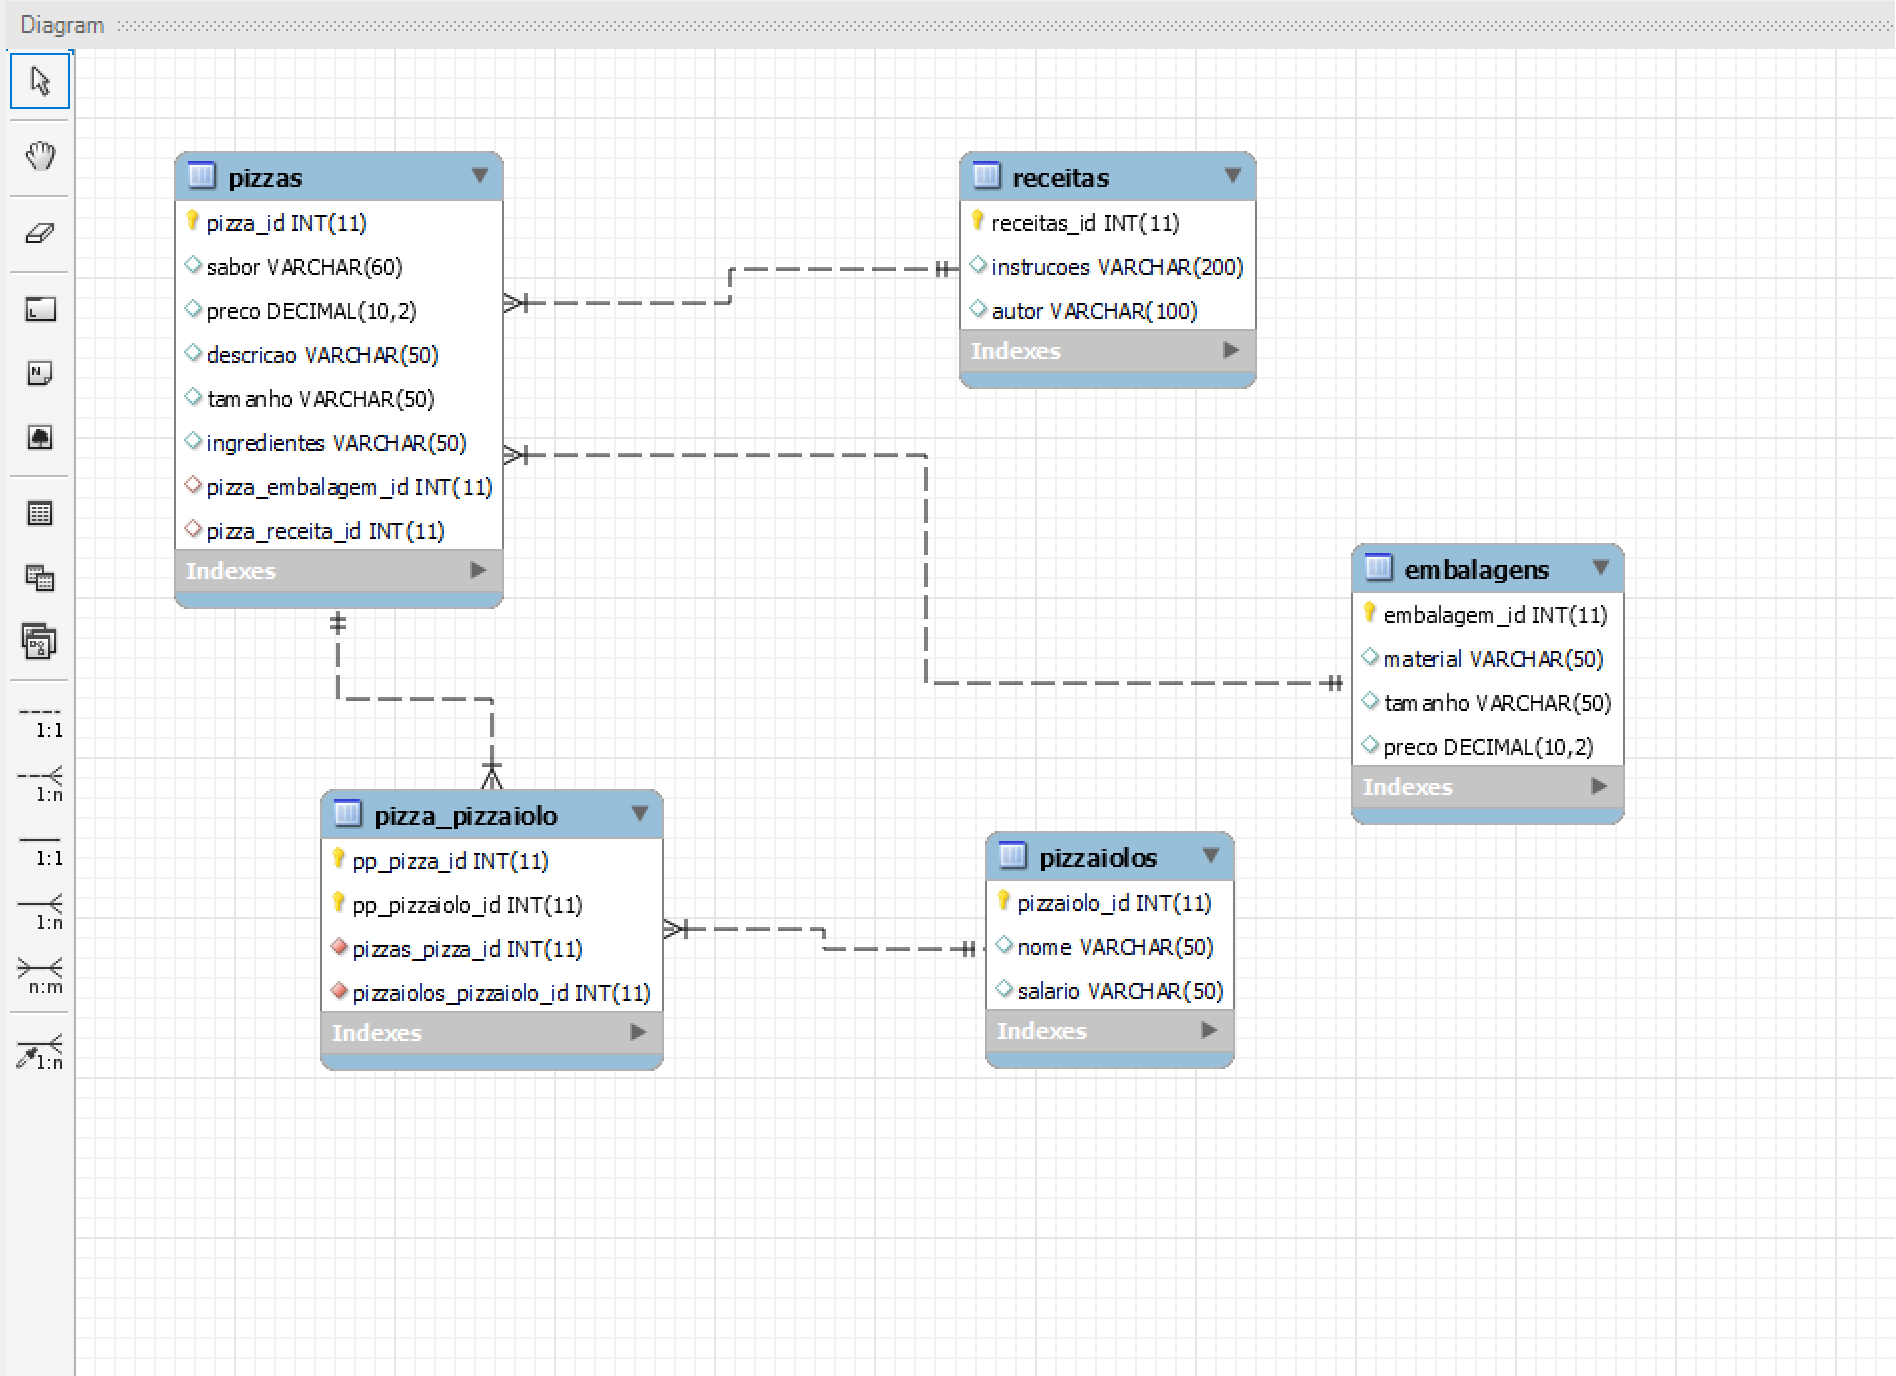 Diagram
pizzas
pizza_id INT(11)
sabor VARCHAR(60)
preco DECIMAL(10,2)
descricao VARCHAR(50)
tamanho VARCHAR(50)
ingredientes VARCHAR(50)
pizza_embalagem_id INT(11)
pizza_receita_id INT(11)
Indexes
receitas
receitas_id INT(11)
instrucoes VARCHAR(200)
autor VARCHAR(100)
Indexes
embalagens
embalagem_id INT(11)
material VARCHAR(50)
tamanho VARCHAR(50)
preco DECIMAL(10,2)
Indexes
pizza_pizzaiolo
pp_pizza_id INT(11)
pp_pizzaiolo_id INT(11)
pizzas_pizza_id INT(11)
pizzaiolos_pizzaiolo_id INT(11)
Indexes
pizzaiolos
pizzaiolo_id INT(11)
nome VARCHAR(50)
salario VARCHAR(50)
Indexes
1:1
1:n
1:1
1:n
n:m
1:n